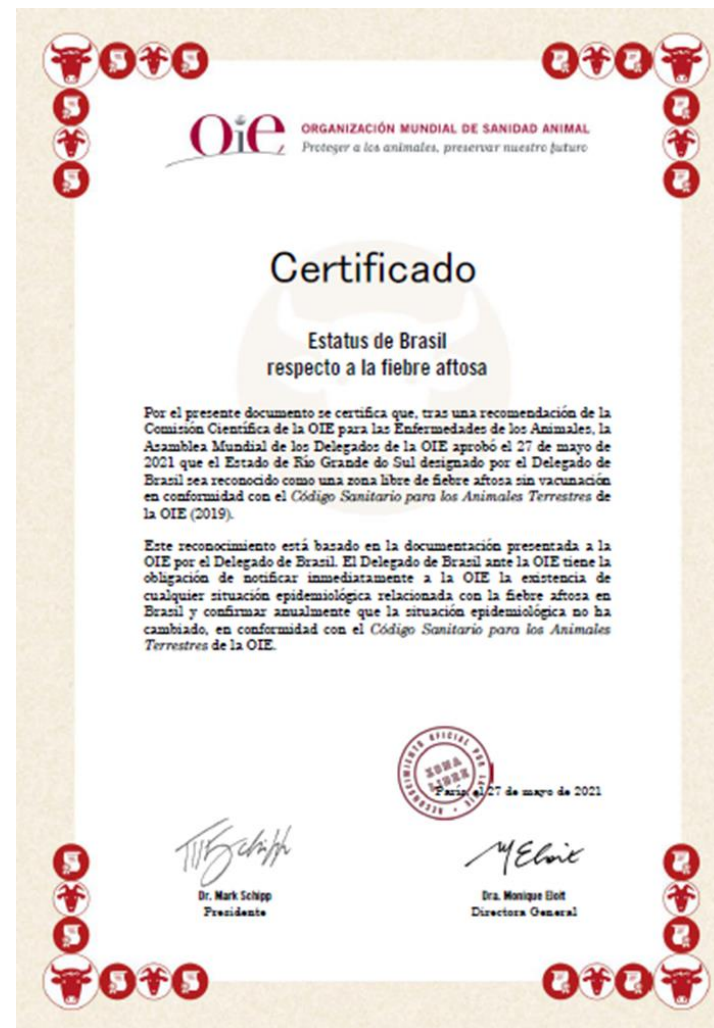 Oie ORGANIZACIÓN MUNDIAL DE SANIDAD ANIMAL
Proteger a los animales, preservar nuestro futuro
Certificado
Estatus de Brasil
respecto a la fiebre aftosa
Por el presente documento se certifica que, tras una recomendación de la
Comisión Científica de la OIE para las Enfermedades de los Animales, la
Asamblea Mundial de los Delegados de la OIE aprobó el 27 de mayo de
2021 que el Estado de Río Grande do Sul designado por el Delegado de
Brasil sea reconocido como una zona libre de fiebre aftosa sin vacunación
en conformidad con el Código Sanitario para los Animales Terrestres de
la OIE (2019).
Este reconocimiento está basado en la documentación presentada a la
OIE por el Delegado de Brasil. El Delegado de Brasil ante la OIE tiene la
obligación de notificar inmediatamente a la OIE la existencia de
cualquier situación epidemiológica relacionada con la fiebre aftosa en
Brasil y confirmar anualmente que la situación epidemiológica no ha
cambiado, en conformidad con el Código Sanitario para los Animales
Terrestres de la OIE.
RECONOCIMIENTO OFICIAL POR LA OIE
ZONA
LIBRE
París, el 27 de mayo de 2021
Dr. Mark Schipp
Presidente
M Eloit
Dra. Monique Eloit
Directora General